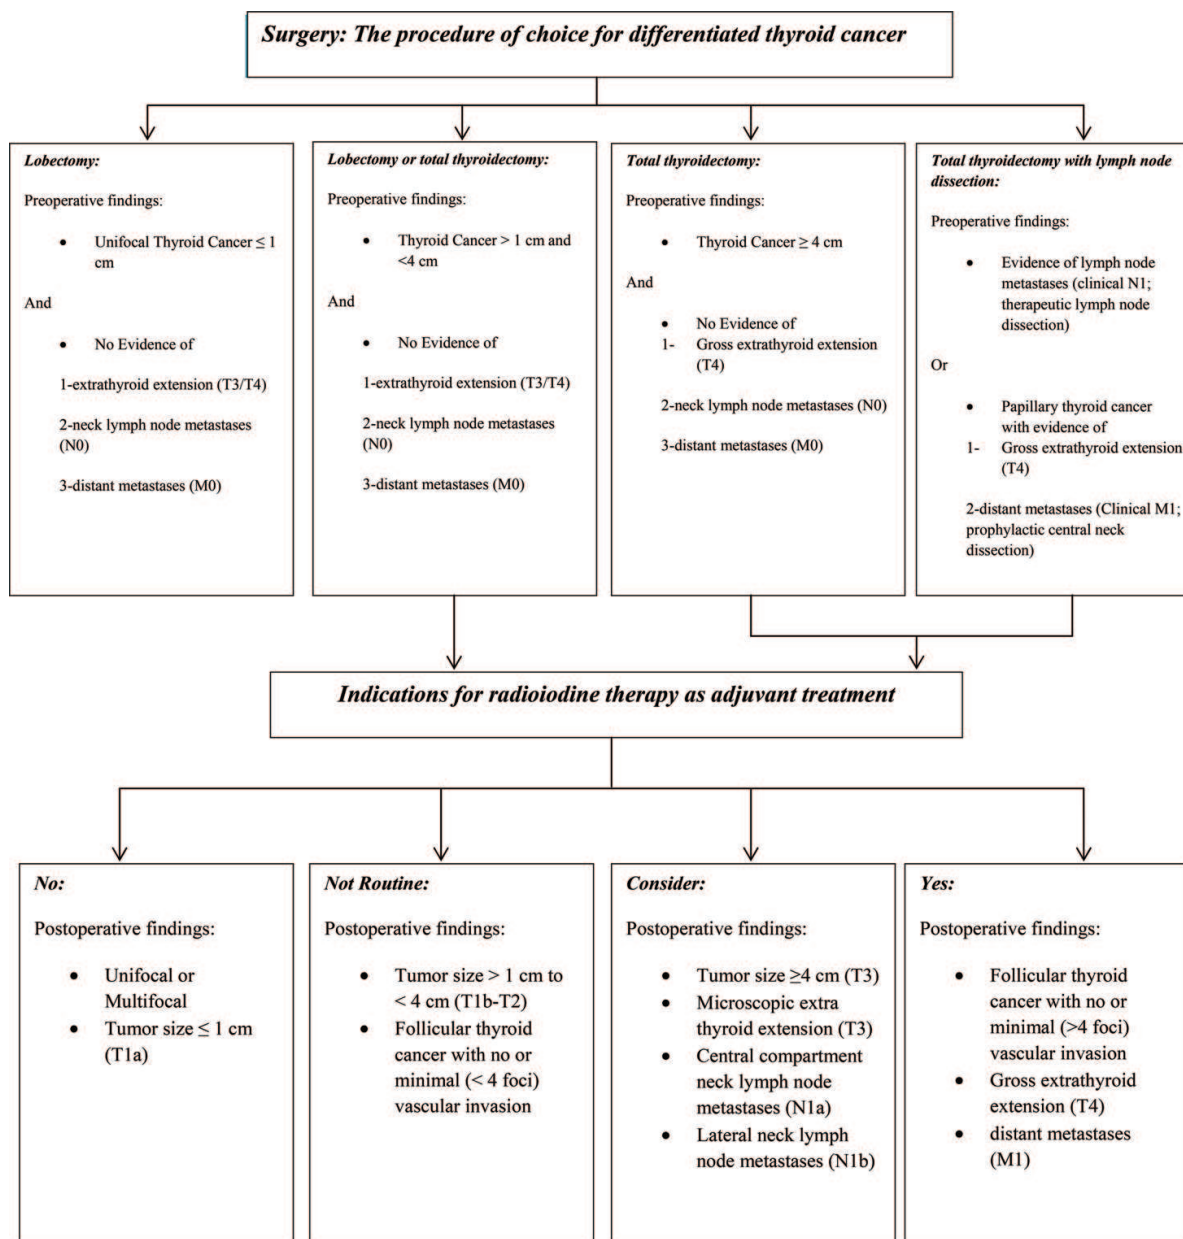 Surgery: The procedure of choice for differentiated thyroid cancer
Lobectomy:
Preoperative findings:
• Unifocal Thyroid Cancer ≤ 1
cm
And
• No Evidence of
1-extrathyroid extension (T3/T4)
2-neck lymph node metastases
(N0)
3-distant metastases (M0)
Lobectomy or total thyroidectomy:
Preoperative findings:
• Thyroid Cancer > 1 cm and
<4 cm
And
• No Evidence of
1-extrathyroid extension (T3/T4)
2-neck lymph node metastases
(N0)
3-distant metastases (M0)
Total thyroidectomy:
Preoperative findings:
• Thyroid Cancer ≥ 4 cm
And
• No Evidence of
1- Gross extrathyroid extension
(T4)
2-neck lymph node metastases (N0)
3-distant metastases (M0)
Total thyroidectomy with lymph node
dissection:
Preoperative findings:
• Evidence of lymph node
metastases (clinical N1;
therapeutic lymph node
dissection)
Or
• Papillary thyroid cancer
with evidence of
1- Gross extrathyroid extension
(T4)
2-distant metastases (Clinical M1;
prophylactic central neck
dissection)
Indications for radioiodine therapy as adjuvant treatment
No:
Postoperative findings:
• Unifocal or
Multifocal
• Tumor size ≤ 1 cm
(T1a)
Not Routine:
Postoperative findings:
• Tumor size > 1 cm to
< 4 cm (T1b-T2)
• Follicular thyroid
cancer with no or
minimal (< 4 foci)
vascular invasion
Consider:
Postoperative findings:
• Tumor size ≥4 cm (T3)
• Microscopic extra
thyroid extension (T3)
• Central compartment
neck lymph node
metastases (N1a)
• Lateral neck lymph
node metastases (N1b)
Yes:
Postoperative findings:
• Follicular thyroid
cancer with no or
minimal (>4 foci)
vascular invasion
• Gross extrathyroid
extension (T4)
• distant metastases
(M1)